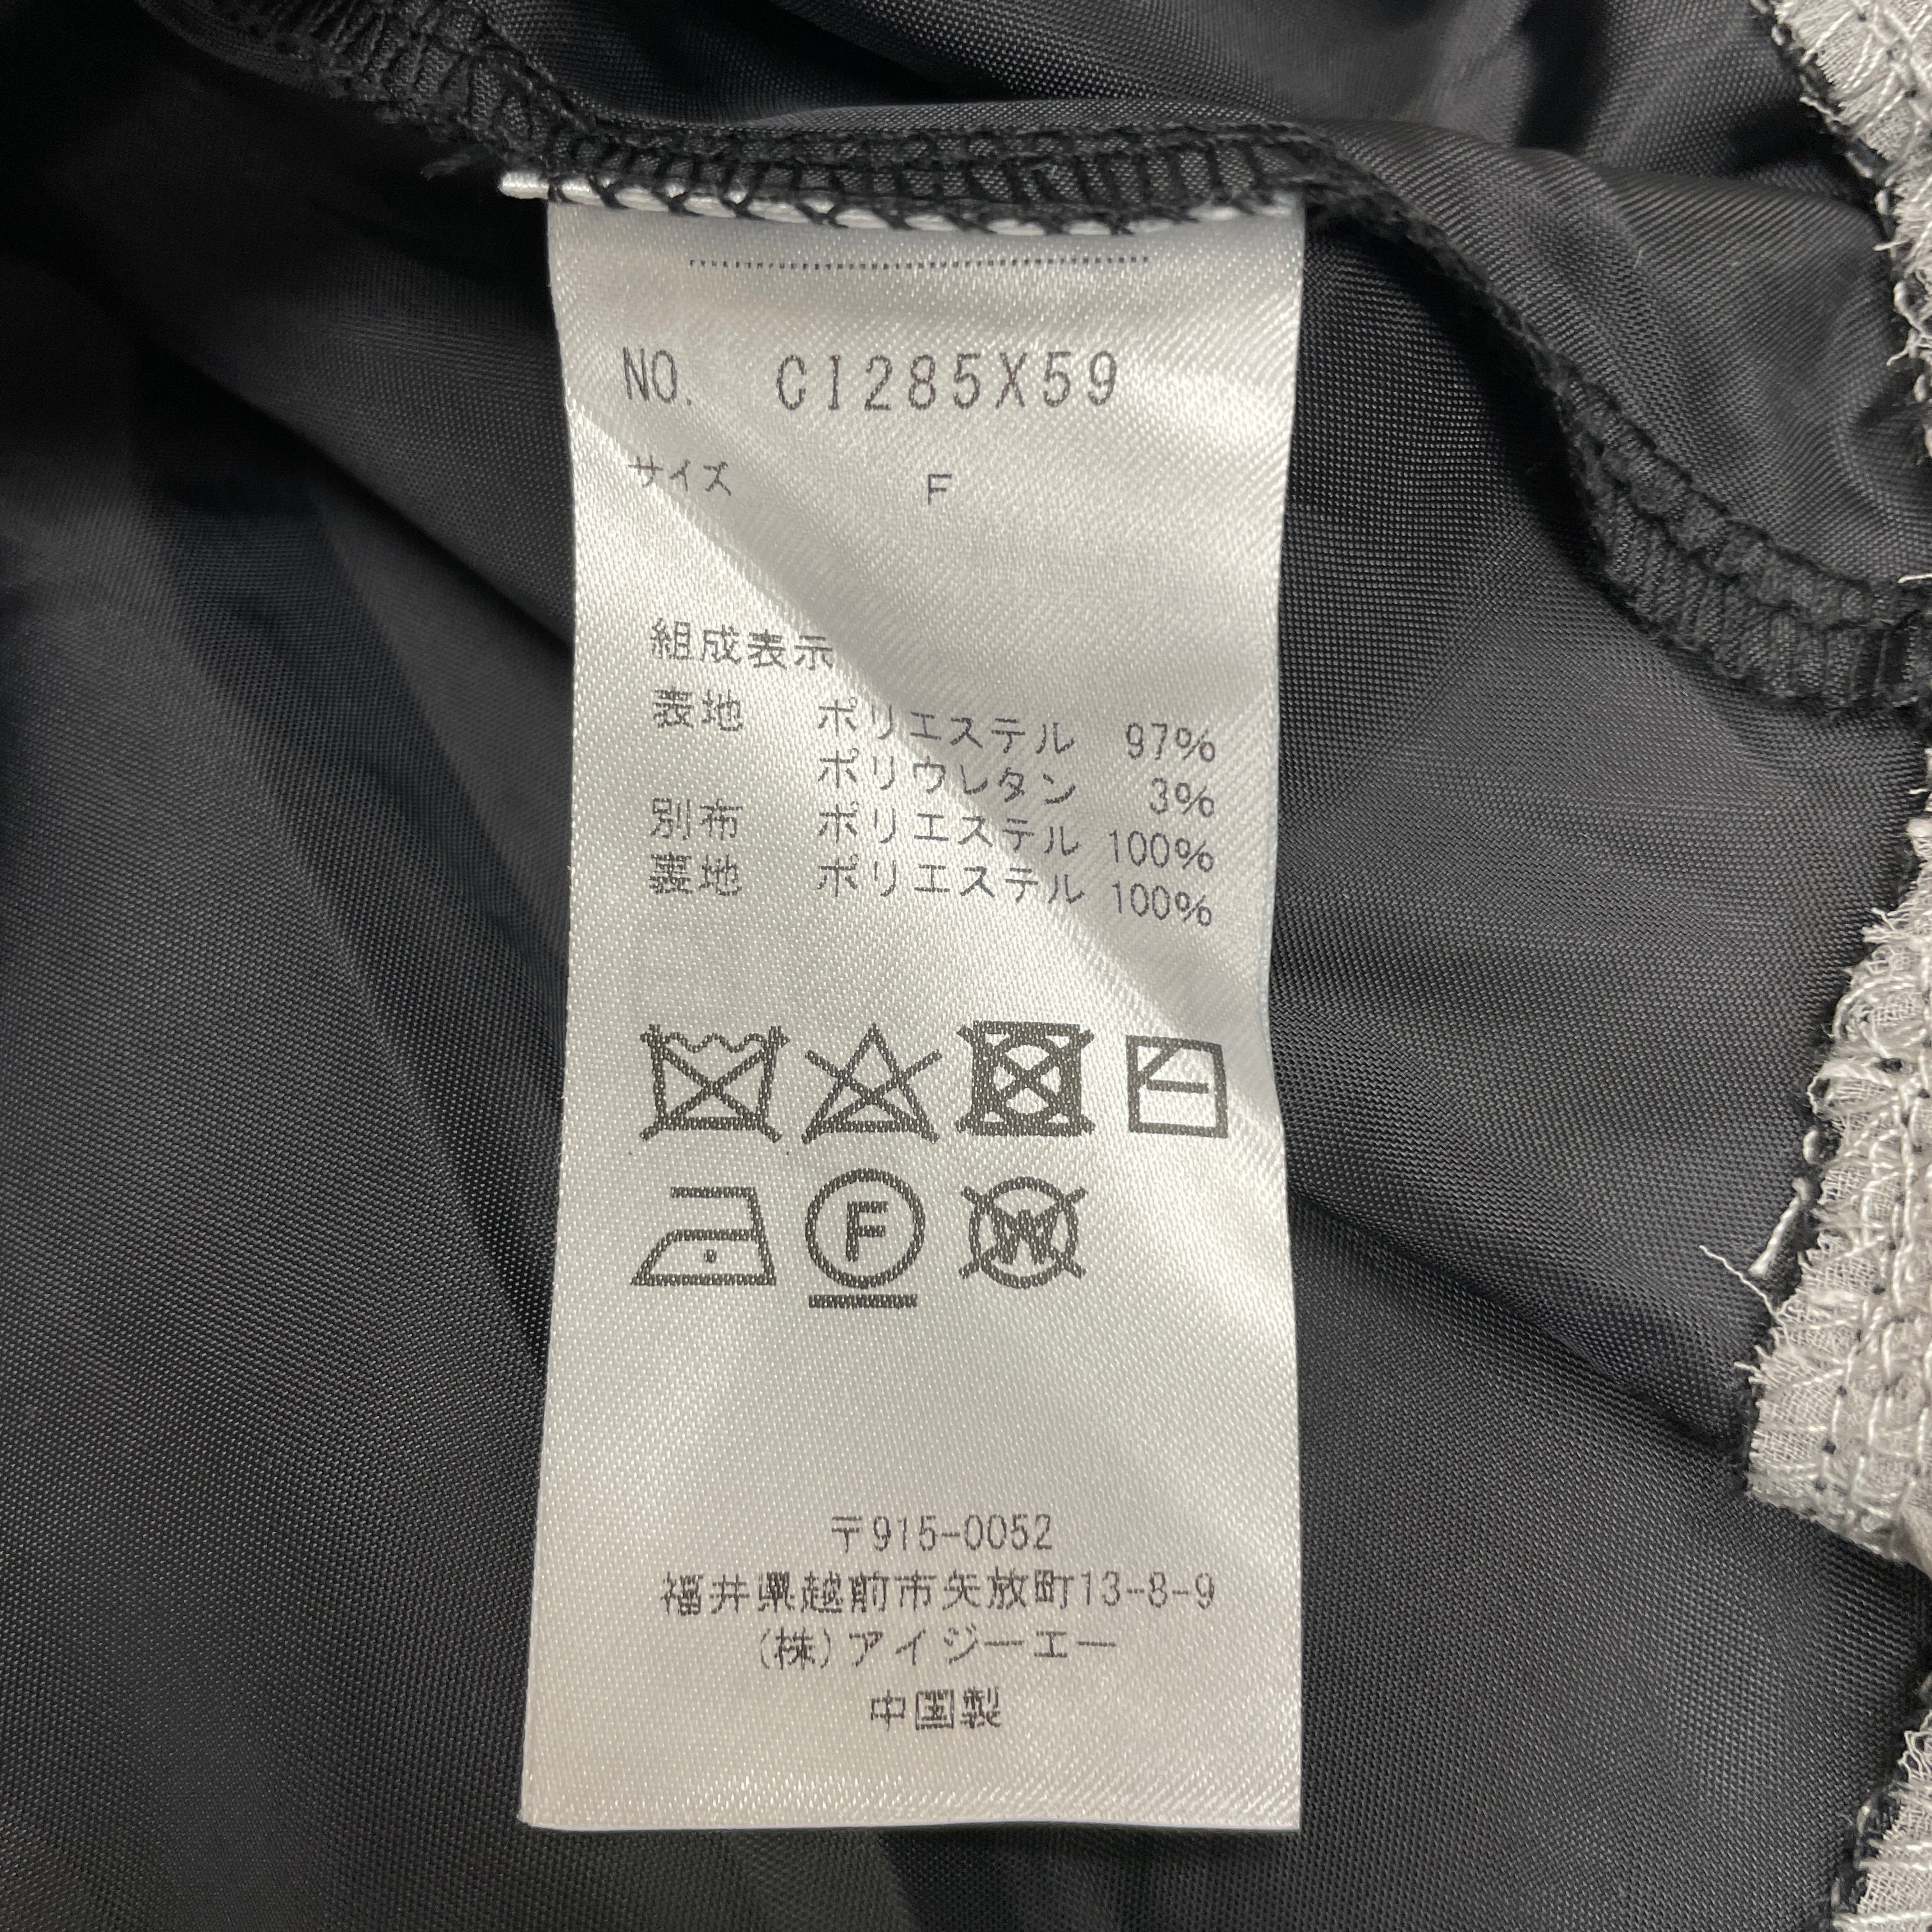 NO. CI285X59
サイズ F
組成表示
表地 ポリエステル 97%
ポリウレタン 3%
別布 ポリエステル 100%
裏地 ポリエステル 100%
F
W
〒915-0052
福井県越前市矢放町13-8-9
(株)アイジーエー
中国製